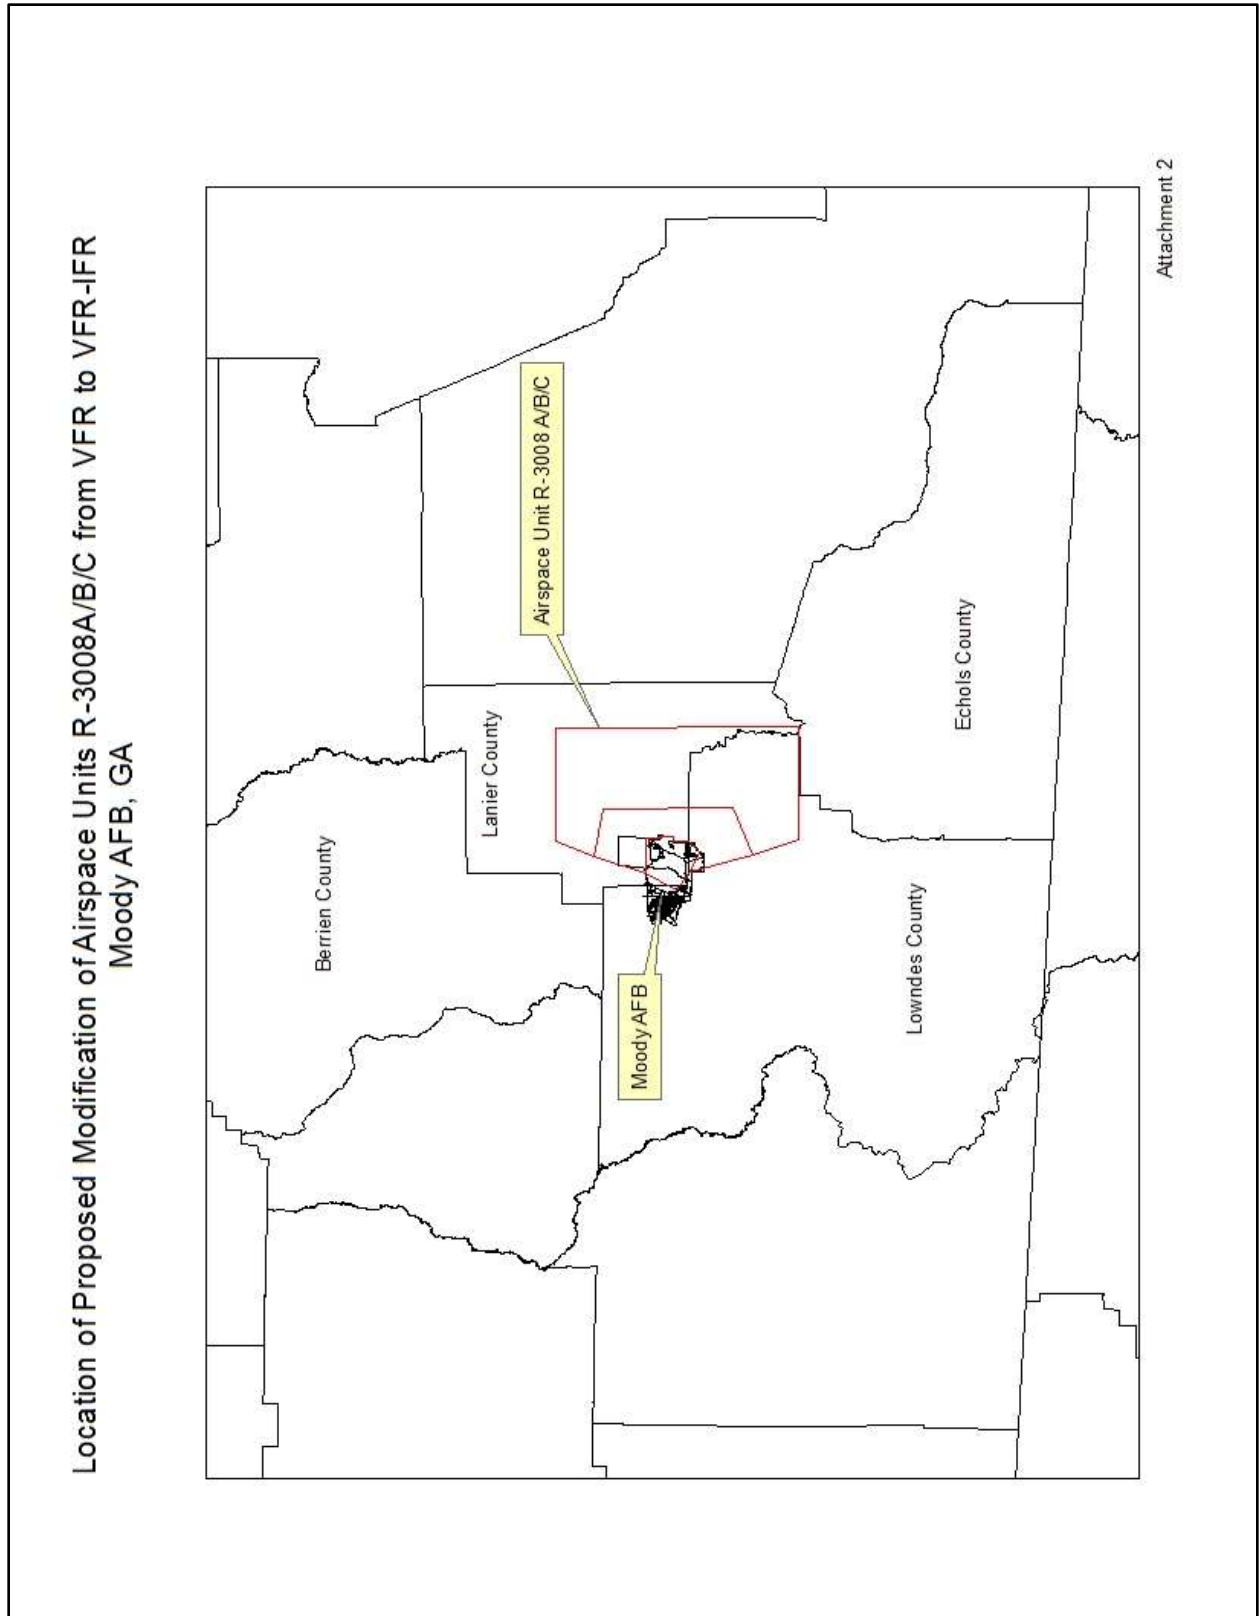 Location of Proposed Modification of Airspace Units R-3008A/B/C from VFR to VFR-IFR
Moody AFB, GA
Berrien County
Lanier County
Airspace Unit R-3008 A/B/C
Moody AFB
Lowndes County
Echols County
Attachment 2